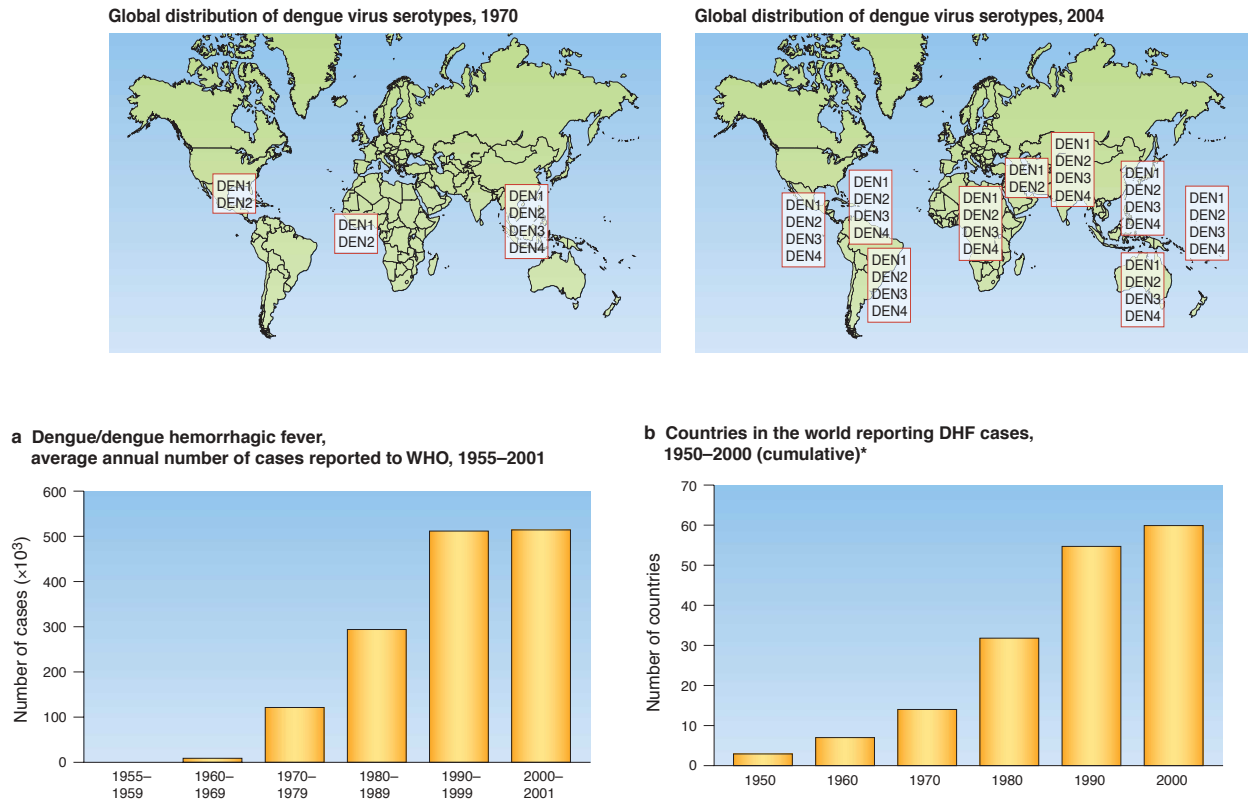 Global distribution of dengue virus serotypes, 1970
DEN1
DEN2
DEN1
DEN2
DEN1
DEN2
DEN3
DEN4
Global distribution of dengue virus serotypes, 2004
DEN1
DEN2
DEN3
DEN4
DEN1
DEN2
DEN3
DEN4
DEN1
DEN2
DEN3
DEN4
DEN1
DEN2
DEN3
DEN4
DEN1
DEN2
DEN1
DEN2
DEN3
DEN4
DEN1
DEN2
DEN3
DEN4
DEN1
DEN2
DEN3
DEN4
DEN1
DEN2
DEN3
DEN4
a Dengue/dengue hemorrhagic fever,
average annual number of cases reported to WHO, 1955–2001
Number of cases (×10³)
600
500
400
300
200
100
0
1955–
1959
1960–
1969
1970–
1979
1980–
1989
1990–
1999
2000–
2001
b Countries in the world reporting DHF cases,
1950–2000 (cumulative)*
Number of countries
70
60
50
40
30
20
10
0
1950
1960
1970
1980
1990
2000